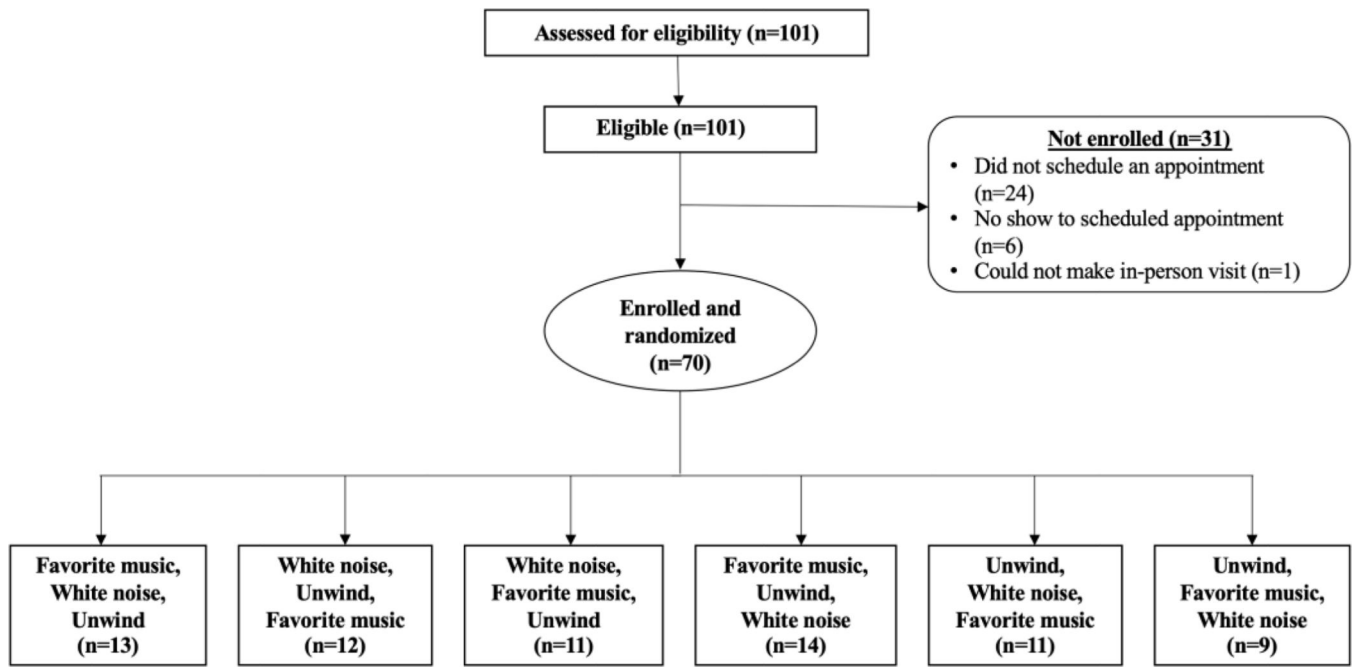 Assessed for eligibility (n=101)
Eligible (n=101)
Not enrolled (n=31)
• Did not schedule an appointment
(n=24)
• No show to scheduled appointment
(n=6)
• Could not make in-person visit (n=1)
Enrolled and
randomized
(n=70)
Favorite music,
White noise,
Unwind
(n=13)
White noise,
Unwind,
Favorite music
(n=12)
White noise,
Favorite music,
Unwind
(n=11)
Favorite music,
Unwind,
White noise
(n=14)
Unwind,
White noise,
Favorite music
(n=11)
Unwind,
Favorite music,
White noise
(n=9)